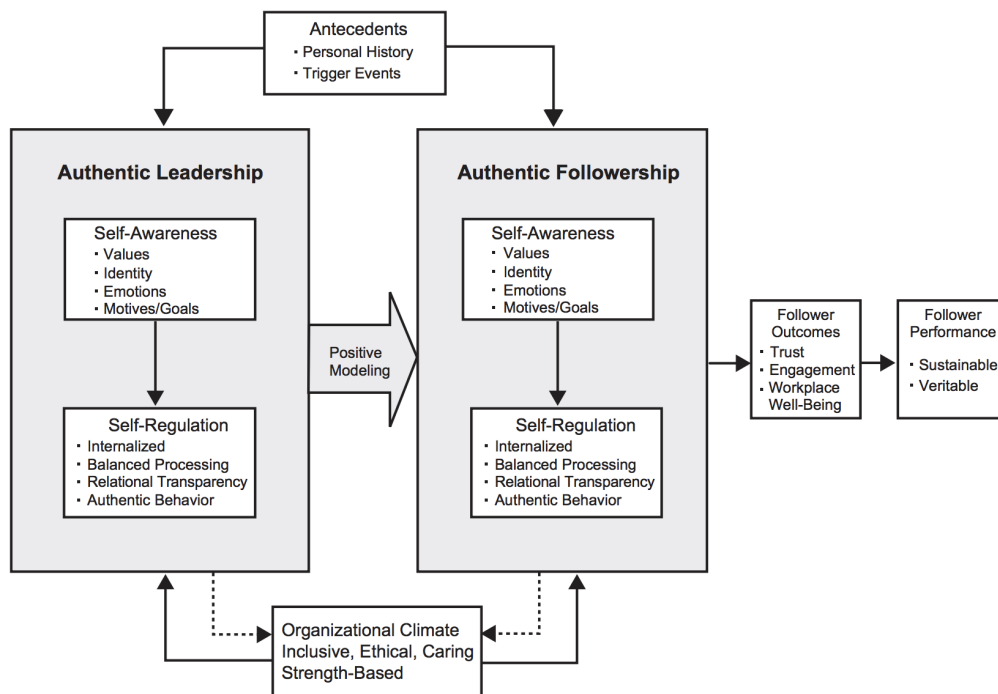 Antecedents
▪ Personal History
▪ Trigger Events
Authentic Leadership
Self-Awareness
▪ Values
▪ Identity
▪ Emotions
▪ Motives/Goals
Self-Regulation
▪ Internalized
▪ Balanced Processing
▪ Relational Transparency
▪ Authentic Behavior
Positive
Modeling
Authentic Followership
Self-Awareness
▪ Values
▪ Identity
▪ Emotions
▪ Motives/Goals
Self-Regulation
▪ Internalized
▪ Balanced Processing
▪ Relational Transparency
▪ Authentic Behavior
Follower
Outcomes
▪ Trust
▪ Engagement
▪ Workplace
Well-Being
Follower
Performance
▪ Sustainable
▪ Veritable
Organizational Climate
Inclusive, Ethical, Caring
Strength-Based